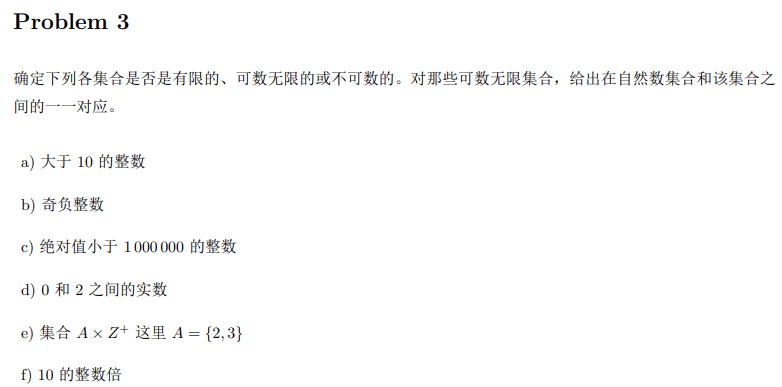 Problem 3
确定下列各集合是否是有限的、可数无限的或不可数的。对那些可数无限集合，给出在自然数集合和该集合之
间的一一对应。
a) 大于 10 的整数
b) 奇负整数
c) 绝对值小于 1 000 000 的整数
d) 0 和 2 之间的实数
e) 集合 A × Z⁺ 这里 A = {2, 3}
f) 10 的整数倍